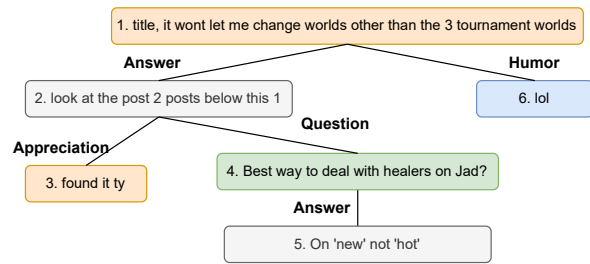 1. title, it wont let me change worlds other than the 3 tournament worlds
Answer
Humor
2. look at the post 2 posts below this 1
6. lol
Question
Appreciation
3. found it ty
4. Best way to deal with healers on Jad?
Answer
5. On 'new' not 'hot'